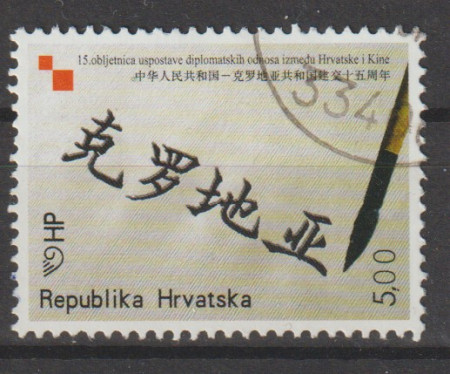 15.obljetnica uspostave diplomatskih odnosa između Hrvatske i Kine
中华人民共和国－克罗地亚共和国建交十五周年
334
克罗地亚
HP
5,00
Republika Hrvatska